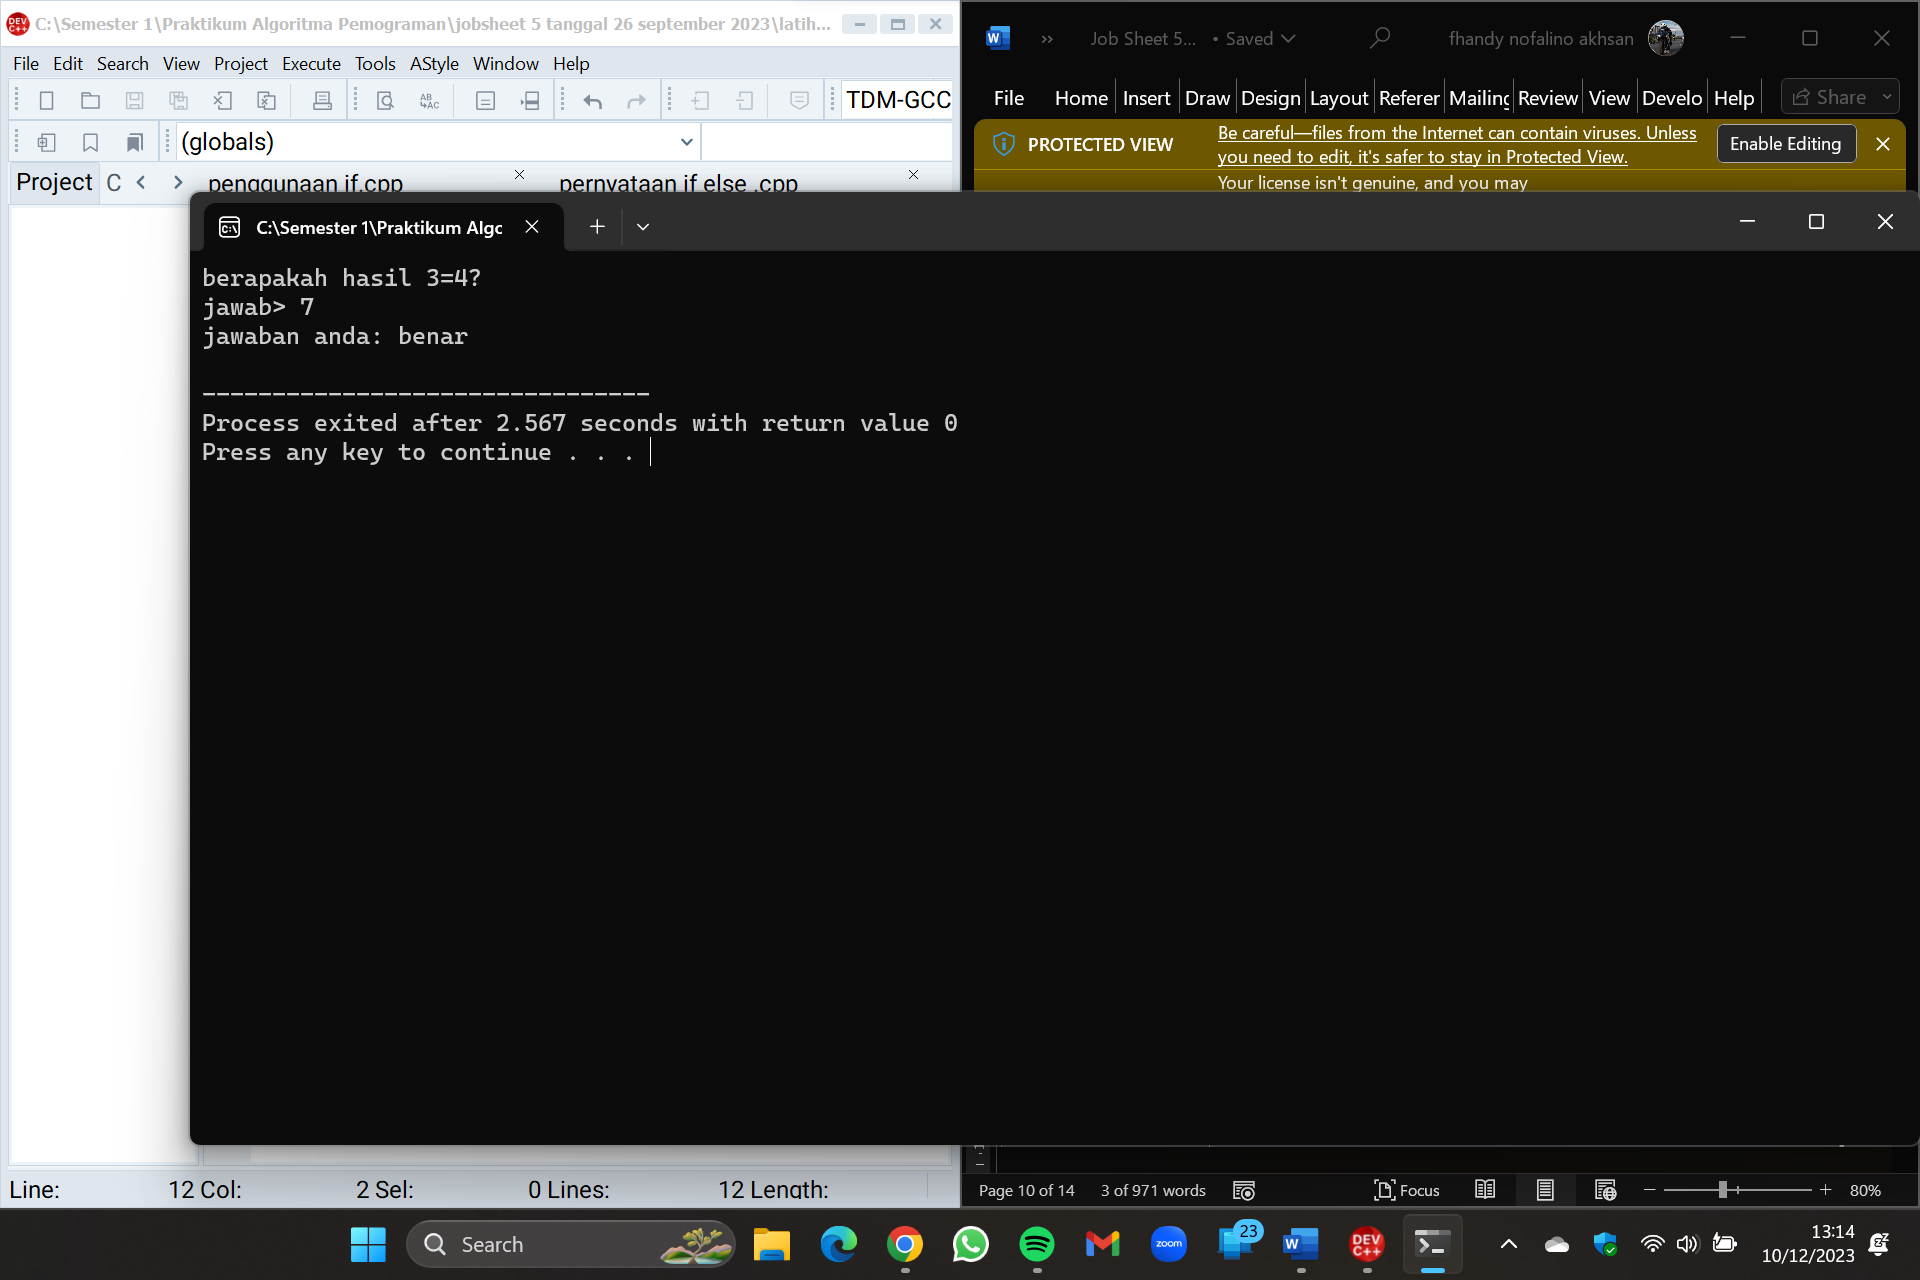 C:\Semester 1\Praktikum Algoritma Pemograman\jobsheet 5 tanggal 26 september 2023\latih...
File Edit Search View Project Execute Tools AStyle Window Help
TDM-GCC
(globals)
Project C penggunaan if.cpp pernyataan if else .cpp
W Job Sheet 5... • Saved fhandy nofalino akhsan
File Home Insert Draw Design Layout Referer Mailing Review View Develo Help Share
PROTECTED VIEW Be careful—files from the Internet can contain viruses. Unless
you need to edit, it's safer to stay in Protected View. Enable Editing
Your license isn't genuine, and you may
C:\Semester 1\Praktikum Algc
berapakah hasil 3=4?
jawab> 7
jawaban anda: benar
--------------------------------
Process exited after 2.567 seconds with return value 0
Press any key to continue . . .
Line: 12 Col: 2 Sel: 0 Lines: 12 Length:
Page 10 of 14 3 of 971 words Focus 80%
Search zoom 23 W DEV C++
13:14
10/12/2023